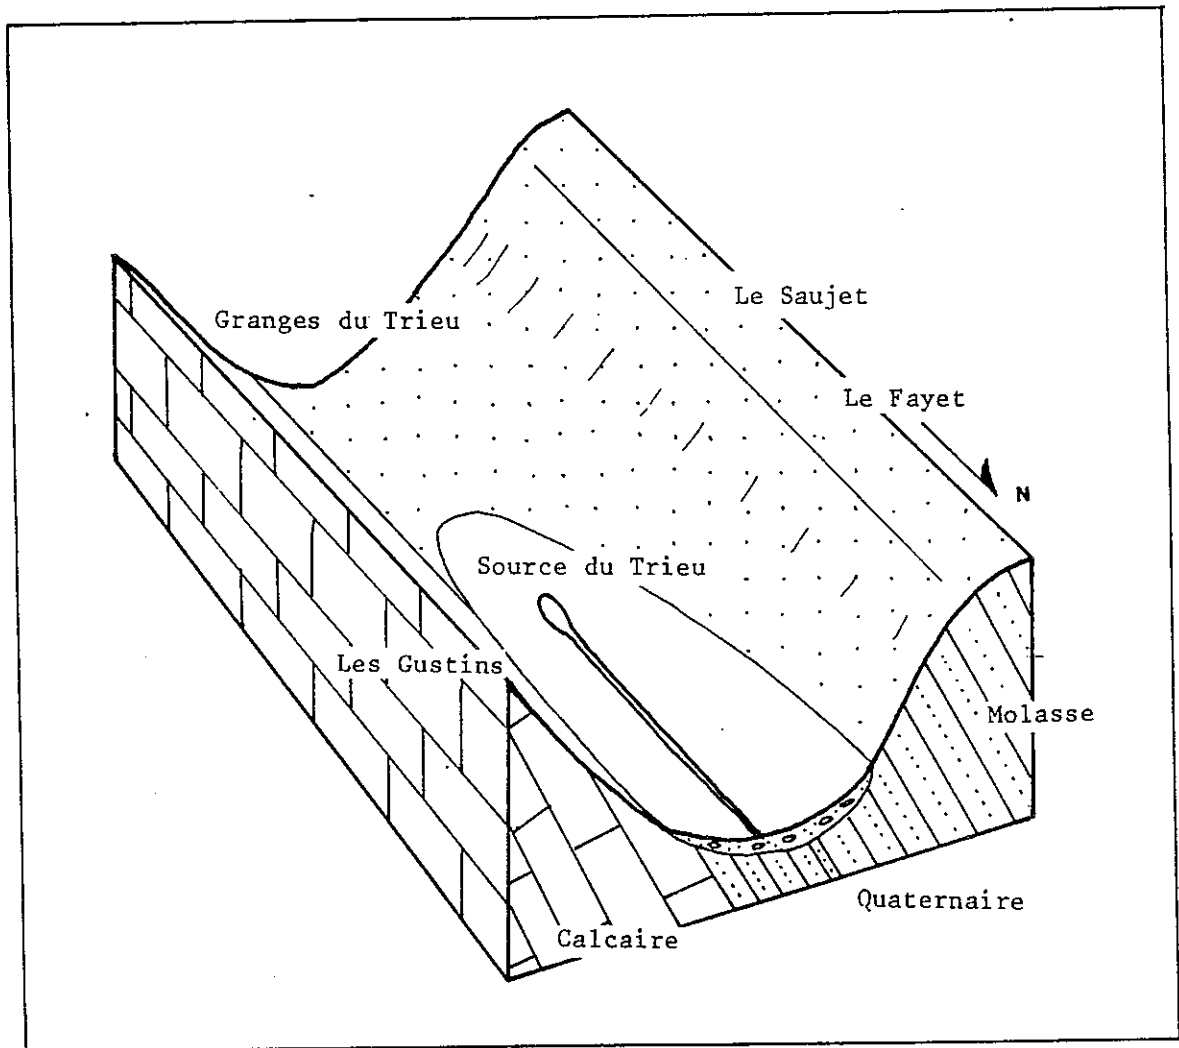 Le Saujet
Granges du Trieu
Le Fayet
N
Source du Trieu
Les Gustins
Molasse
Quaternaire
Calcaire